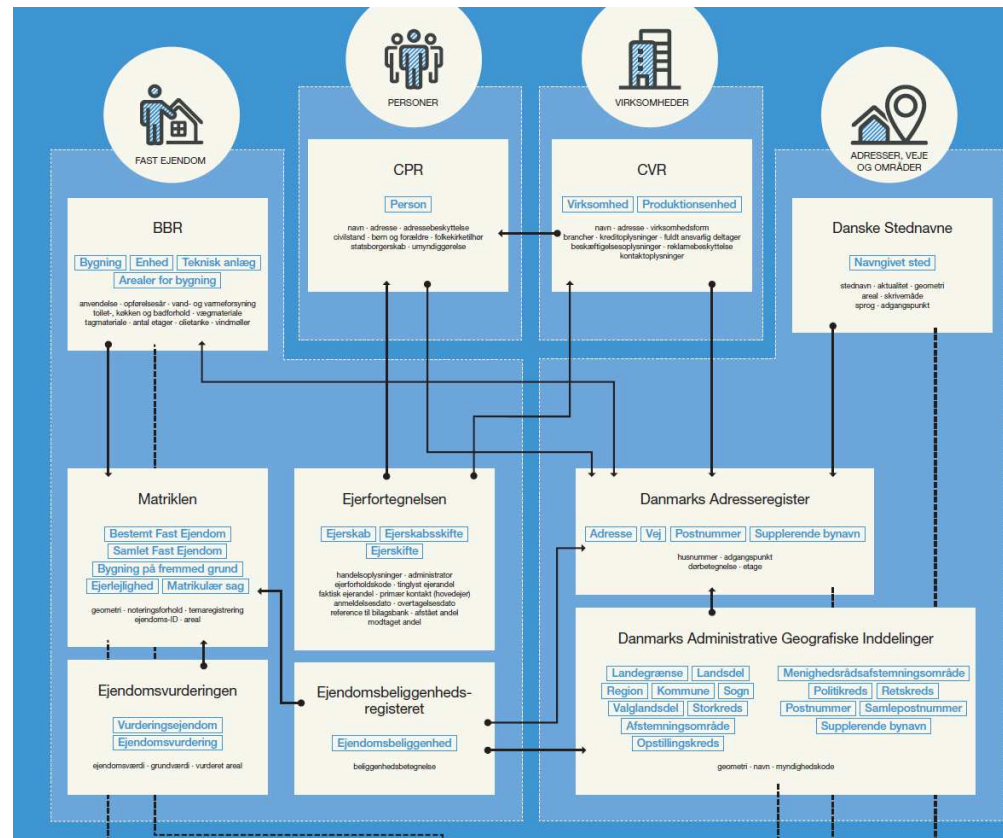 FAST EJENDOM
PERSONER
VIRKSOMHEDER
ADRESSER, VEJE
OG OMRÅDER
BBR
Bygning Enhed Teknisk anlæg
Arealer for bygning
anvendelse · opførelsesår · vand- og varmeforsyning
toilet-, køkken og badforhold · vægmateriale
tagmateriale · antal etager · olietanke · vindmøller
CPR
Person
navn · adresse · adressebeskyttelse
civilstand · børn og forældre · folkekirketilhør
statsborgerskab · umyndiggørelse
CVR
Virksomhed Produktionsenhed
navn · adresse · virksomhedsform
brancher · kreditoplysninger · fuldt ansvarlig deltager
beskæftigelsesoplysninger · reklamebeskyttelse
kontaktoplysninger
Danske Stednavne
Navngivet sted
stednavn · aktualitet · geometri
areal · skrivemåde
sprog · adgangspunkt
Matriklen
Bestemt Fast Ejendom
Samlet Fast Ejendom
Bygning på fremmed grund
Ejerlejlighed Matrikulær sag
geometri · noteringsforhold · temaregistrering
ejendoms-ID · areal
Ejerfortegnelsen
Ejerskab Ejerskabsskifte
Ejerskifte
handelsoplysninger · administrator
ejerforholdskode · tinglyst ejerandel
faktisk ejerandel · primær kontakt (hovedejer)
anmeldelsesdato · overtagelsesdato
reference til bilagsbank · afstået andel
modtaget andel
Danmarks Adresseregister
Adresse Vej Postnummer Supplerende bynavn
husnummer · adgangspunkt
dørbetegnelse · etage
Ejendomsvurderingen
Vurderingsejendom
Ejendomsvurdering
ejendomsværdi · grundværdi · vurderet areal
Ejendomsbeliggenheds-
registeret
Ejendomsbeliggenhed
beliggenhedsbetegnelse
Danmarks Administrative Geografiske Inddelinger
Landegrænse Landsdel
Region Kommune Sogn
Valglandsdel Storkreds
Afstemningsområde
Opstillingskreds
Menighedsrådsafstemningsområde
Politikreds Retskreds
Postnummer Samlepostnummer
Supplerende bynavn
geometri · navn · myndighedskode